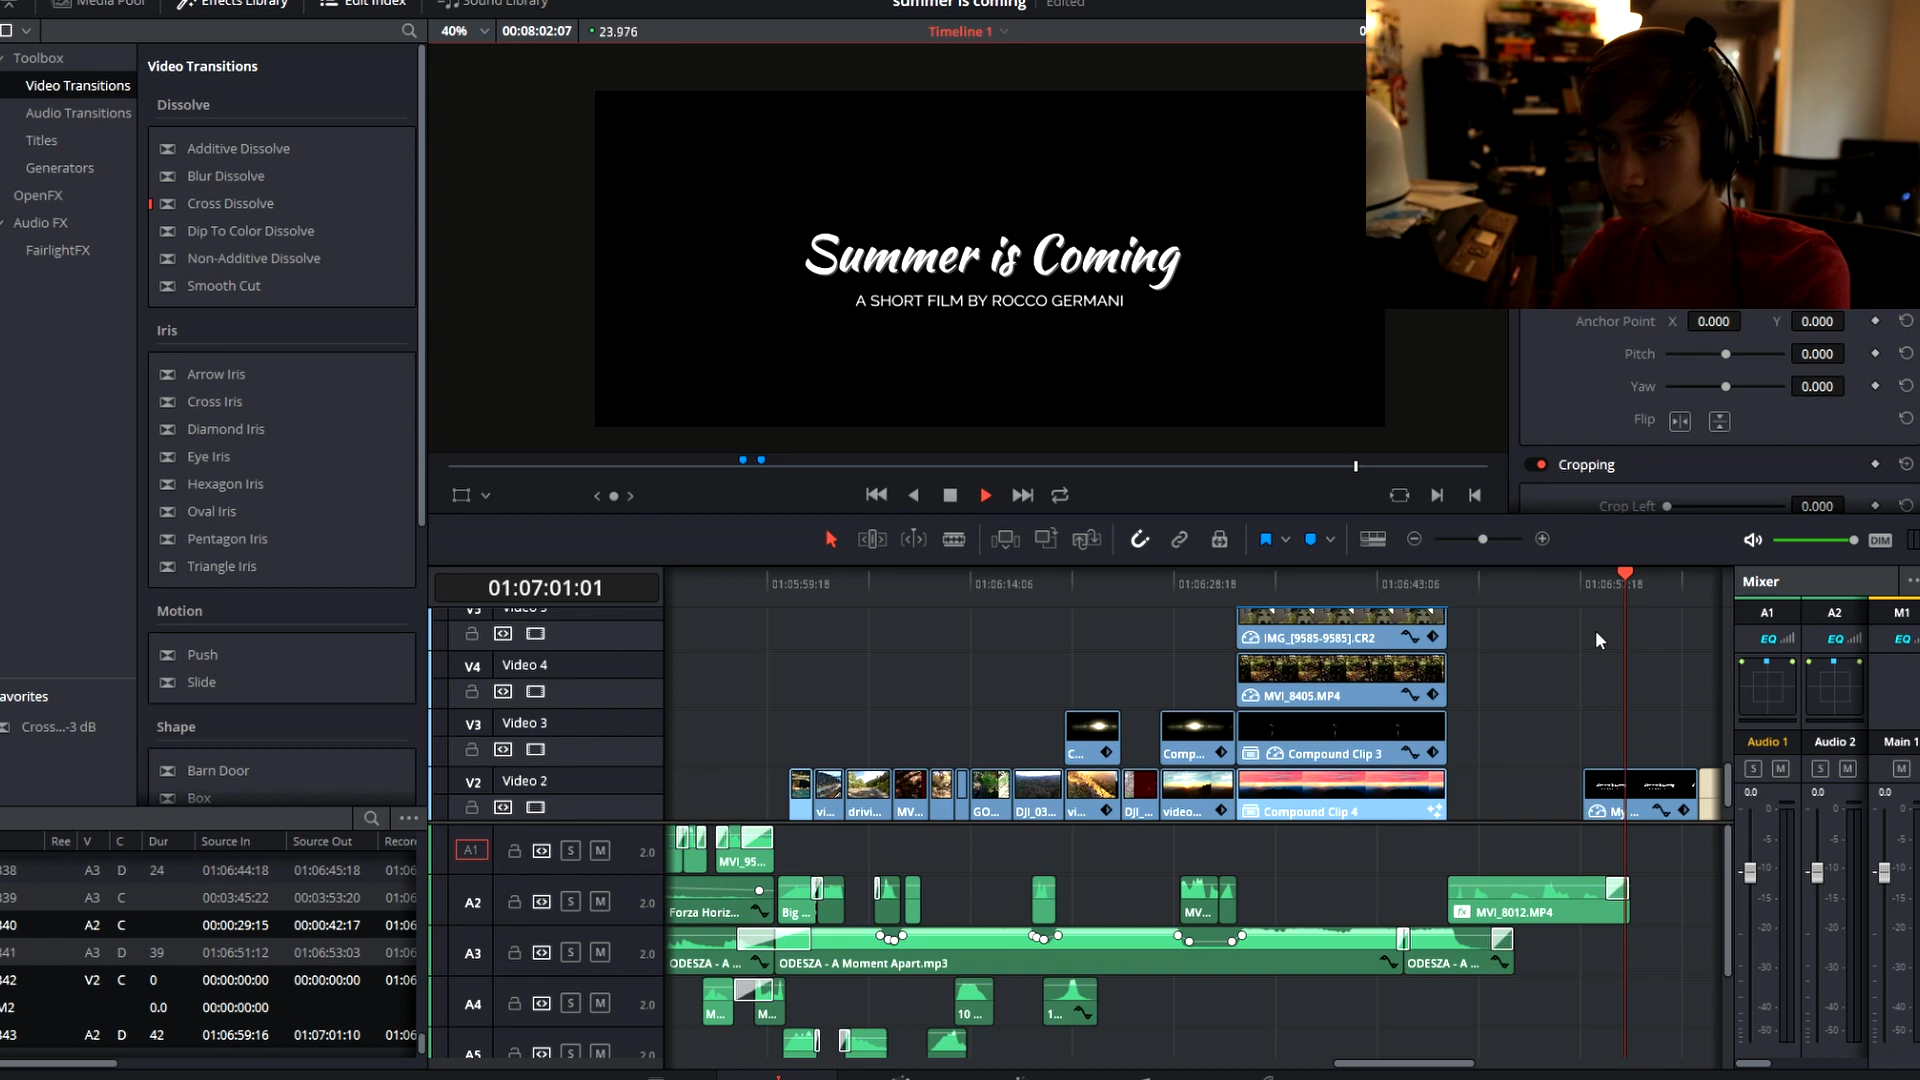 Media Pool
Effects Library
Edit Index
Sound Library
summer is coming
Edited
40%
00:08:02:07
23.976
Timeline 1
Toolbox
Video Transitions
Audio Transitions
Titles
Generators
OpenFX
Audio FX
FairlightFX
avorites
Cross...-3 dB
Video Transitions
Dissolve
Additive Dissolve
Blur Dissolve
Cross Dissolve
Dip To Color Dissolve
Non-Additive Dissolve
Smooth Cut
Iris
Arrow Iris
Cross Iris
Diamond Iris
Eye Iris
Hexagon Iris
Oval Iris
Pentagon Iris
Triangle Iris
Motion
Push
Slide
Shape
Barn Door
Box
Summer is Coming
A SHORT FILM BY ROCCO GERMANI
Anchor Point X 0.000 Y 0.000
Pitch 0.000
Yaw 0.000
Flip
Cropping
Crop Left 0.000
DIM
01:07:01:01
01:05:59:18
01:06:14:06
01:06:28:18
01:06:43:06
V4 Video 4
V3 Video 3
V2 Video 2
IMG_[9585-9585].CR2
MVI_8405.MP4
C...
Comp...
Compound Clip 3
vi...
drivi...
MV...
GO...
DJI_03...
vi...
DJI_...
video...
Compound Clip 4
My...
A1 S M 2.0
MVI_95...
A2 S M 2.0
Forza Horiz...
Big ...
MV...
MVI_8012.MP4
A3 S M 2.0
ODESZA - A ...
ODESZA - A Moment Apart.mp3
ODESZA - A ...
A4 S M 2.0
M...
M...
10 ...
1...
A5 S M 2.0
Mixer
A1 A2 M1
EQ EQ EQ
Audio 1 Audio 2 Main 1
S M S M M
0.0 0.0 0.0
Ree V C Dur Source In Source Out Recor
338 A3 D 24 01:06:44:18 01:06:45:18 01:06
339 A3 C 00:03:45:22 00:03:53:20 01:06
340 A2 C 00:00:29:15 00:00:42:17 01:06
341 A3 D 39 01:06:51:12 01:06:53:03 01:06
342 V2 C 0 00:00:00:00 00:00:00:00 01:06
M2 0.0 00:00:00:00
343 A2 D 42 01:06:59:16 01:07:01:10 01:06